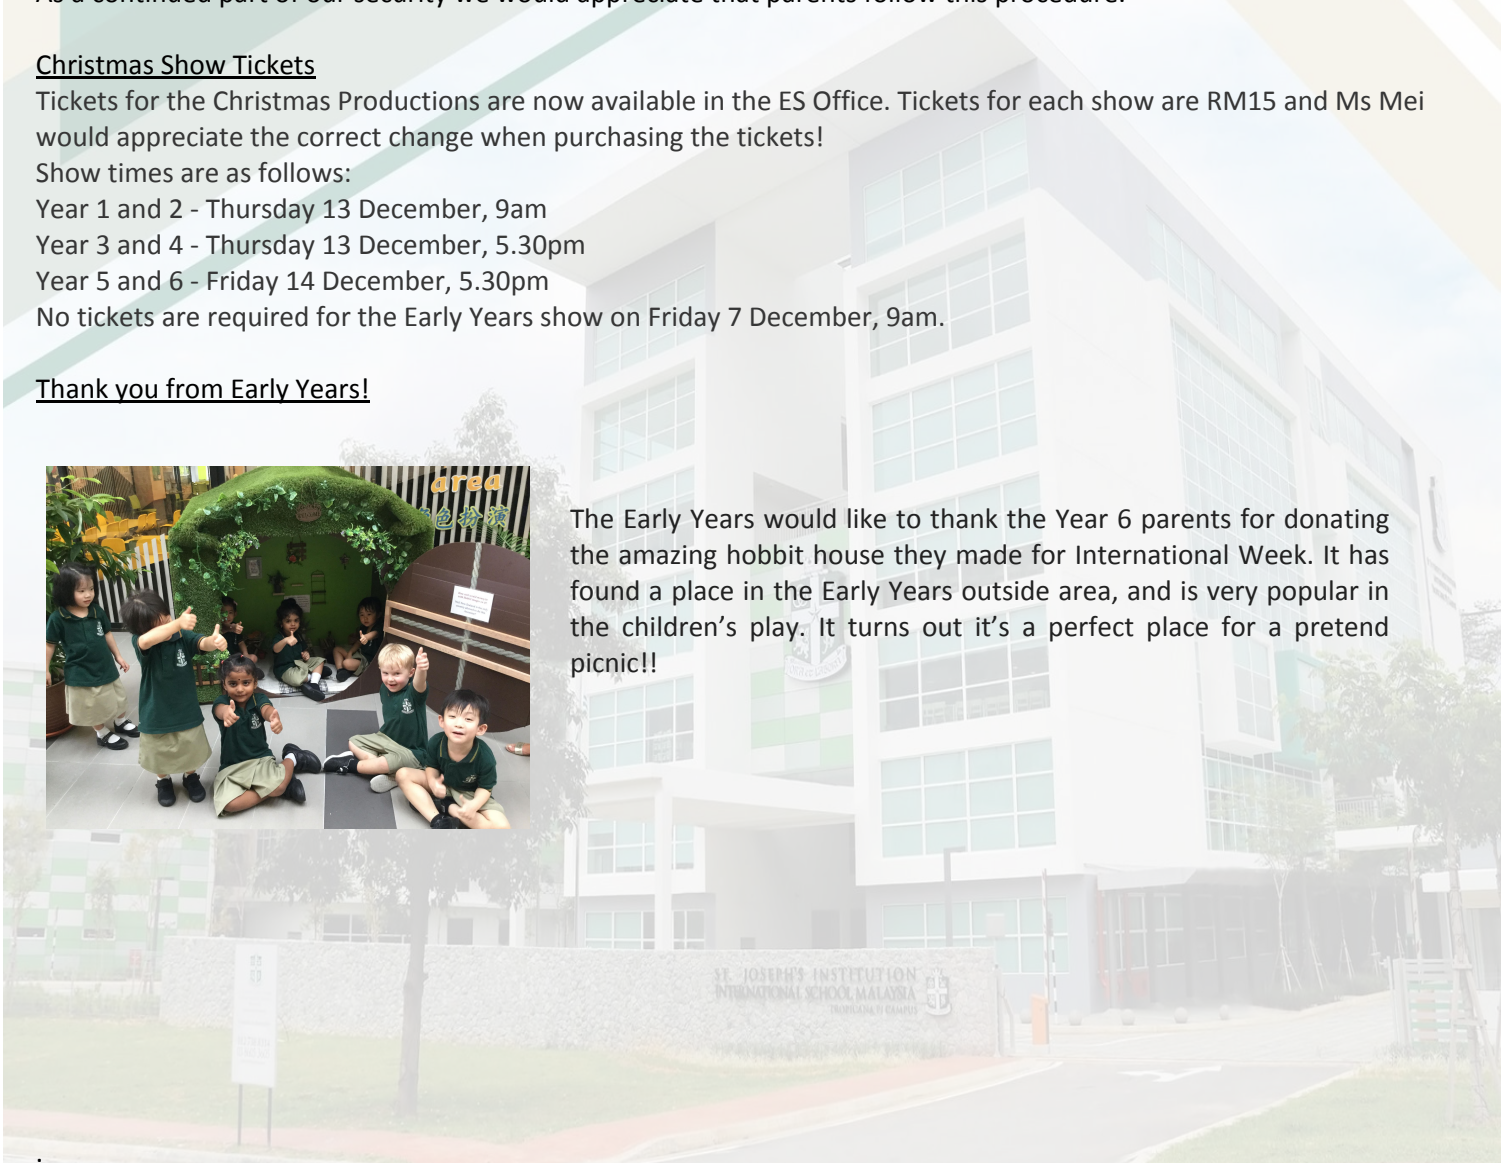 As a continued part of our security we would appreciate that parents follow this procedure.
Christmas Show Tickets
Tickets for the Christmas Productions are now available in the ES Office. Tickets for each show are RM15 and Ms Mei
would appreciate the correct change when purchasing the tickets!
Show times are as follows:
Year 1 and 2 - Thursday 13 December, 9am
Year 3 and 4 - Thursday 13 December, 5.30pm
Year 5 and 6 - Friday 14 December, 5.30pm
No tickets are required for the Early Years show on Friday 7 December, 9am.
Thank you from Early Years!
area
色扮演
The Early Years would like to thank the Year 6 parents for donating
the amazing hobbit house they made for International Week. It has
found a place in the Early Years outside area, and is very popular in
the children’s play. It turns out it’s a perfect place for a pretend
picnic!!
ST. JOSEPH'S INSTITUTION
INTERNATIONAL SCHOOL MALAYSIA
TROPICANA PJ CAMPUS
.